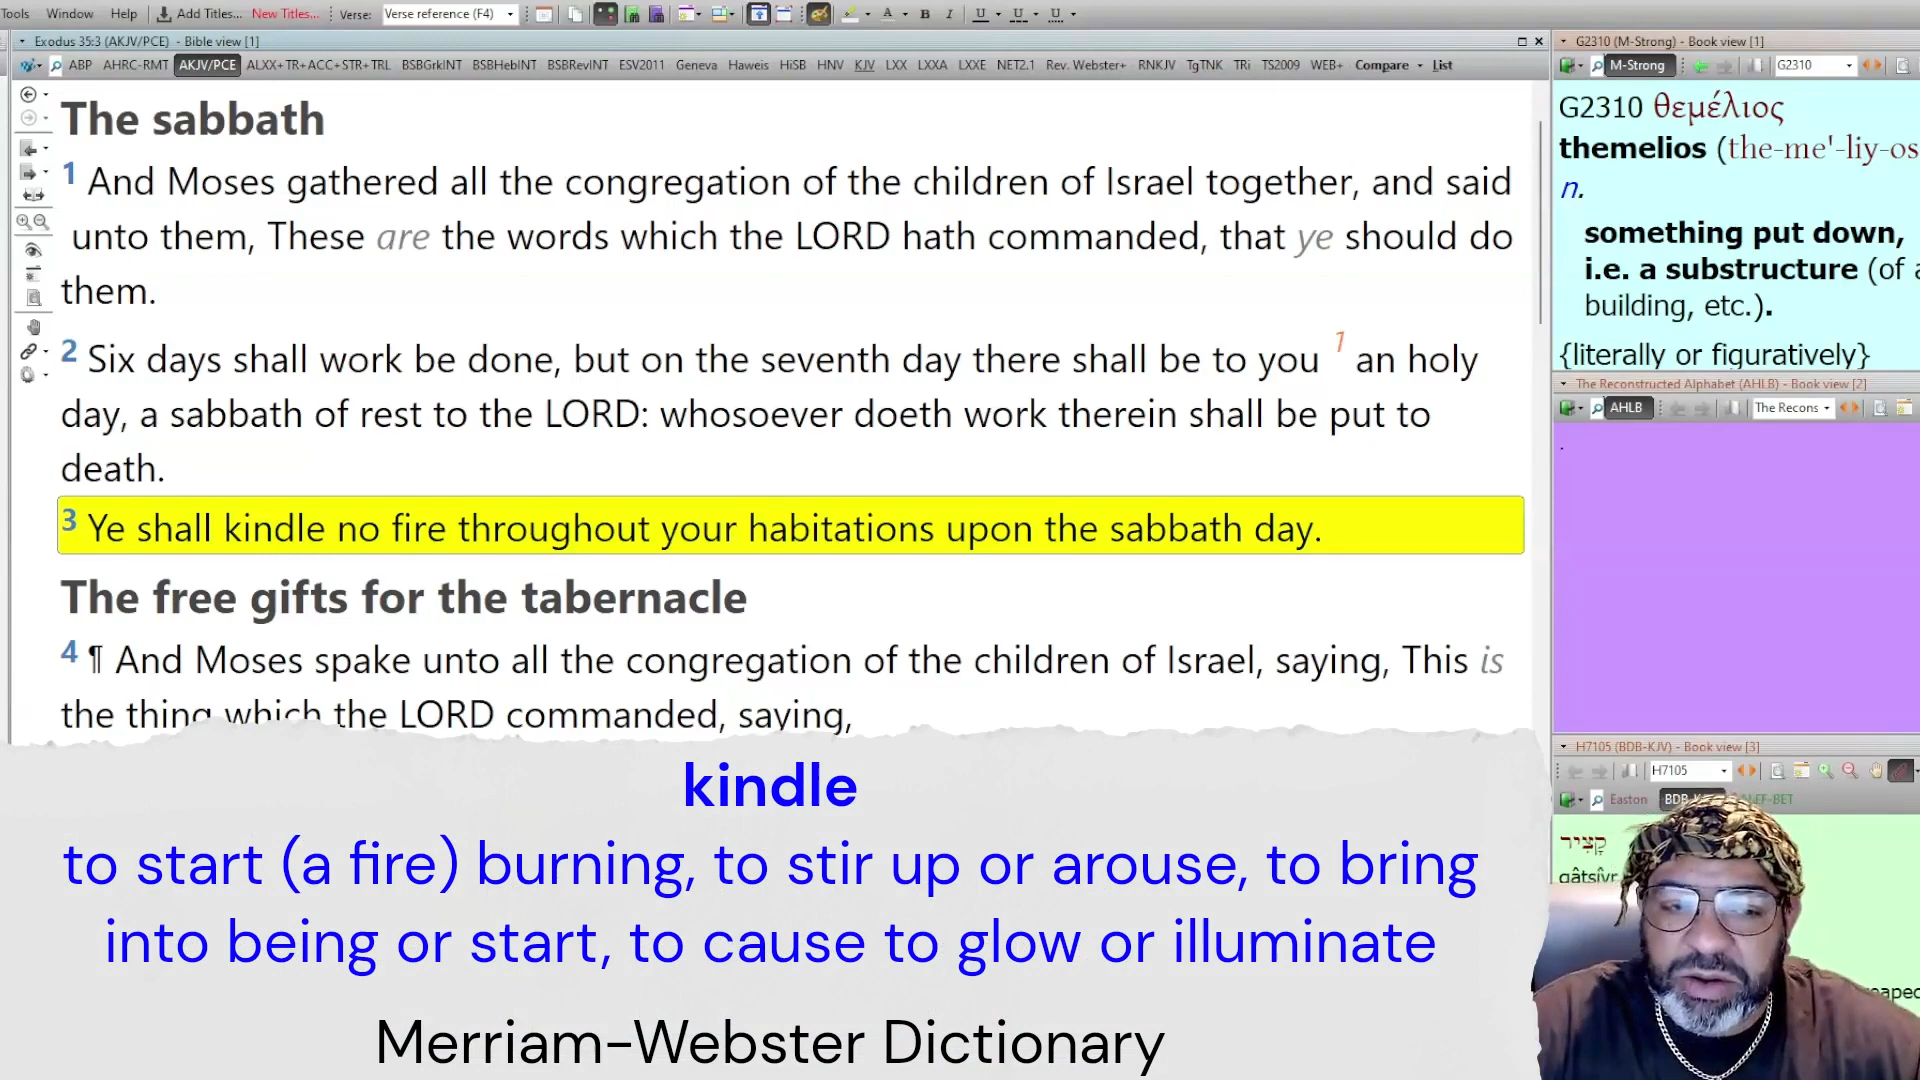 Tools Window Help Add Titles... New Titles... Verse: Verse reference (F4) A B I U U U
Exodus 35:3 (AKJV/PCE) - Bible view [1]
ABP AHRC-RMT AKJV/PCE ALXX+TR+ACC+STR+TRL BSBGrkINT BSBHebINT BSBRevINT ESV2011 Geneva Haweis HiSB HNV KJV LXX LXXA LXXE NET2.1 Rev. Webster+ RNKJV TgTNK TRi TS2009 WEB+ Compare List
The sabbath
1 And Moses gathered all the congregation of the children of Israel together, and said
unto them, These are the words which the LORD hath commanded, that ye should do
them.
2 Six days shall work be done, but on the seventh day there shall be to you 1 an holy
day, a sabbath of rest to the LORD: whosoever doeth work therein shall be put to
death.
3 Ye shall kindle no fire throughout your habitations upon the sabbath day.
The free gifts for the tabernacle
4 ¶ And Moses spake unto all the congregation of the children of Israel, saying, This is
the thing which the LORD commanded, saying,
kindle
to start (a fire) burning, to stir up or arouse, to bring
into being or start, to cause to glow or illuminate
Merriam-Webster Dictionary
G2310 (M-Strong) - Book view [1]
M-Strong G2310
G2310 θεμέλιος
themelios (the-me'-liy-os
n.
something put down,
i.e. a substructure (of a
building, etc.).
{literally or figuratively}
The Reconstructed Alphabet (AHLB) - Book view [2]
AHLB The Recons
.
H7105 (BDB-KJV) - Book view [3]
H7105
Easton
קָצִיר
qâtsîyr